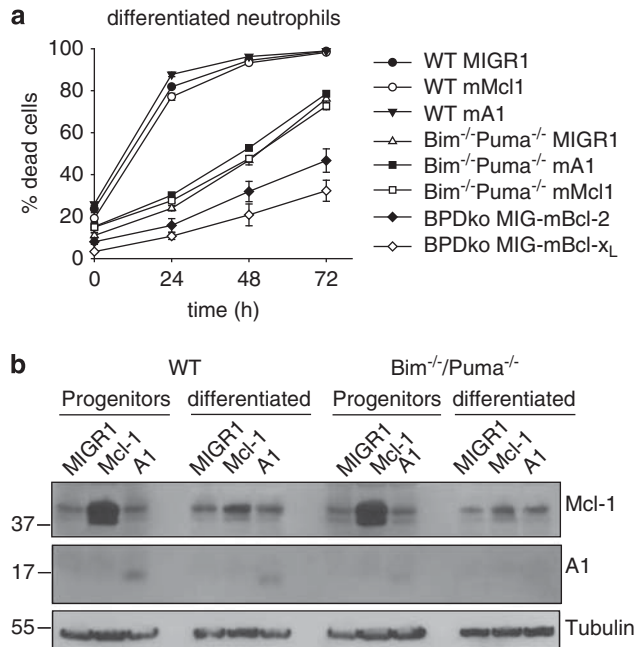 a
differentiated neutrophils
% dead cells
100
80
60
40
20
0
0 24 48 72
time (h)
WT MIGR1
WT mMcl1
WT mA1
Bim-/-Puma-/- MIGR1
Bim-/-Puma-/- mA1
Bim-/-Puma-/- mMcl1
BPDko MIG-mBcl-2
BPDko MIG-mBcl-xL
b
WT Bim-/-/Puma-/-
Progenitors differentiated Progenitors differentiated
MIGR1 Mcl-1 A1 MIGR1 Mcl-1 A1 MIGR1 Mcl-1 A1 MIGR1 Mcl-1 A1
Mcl-1
37
17
A1
55
Tubulin